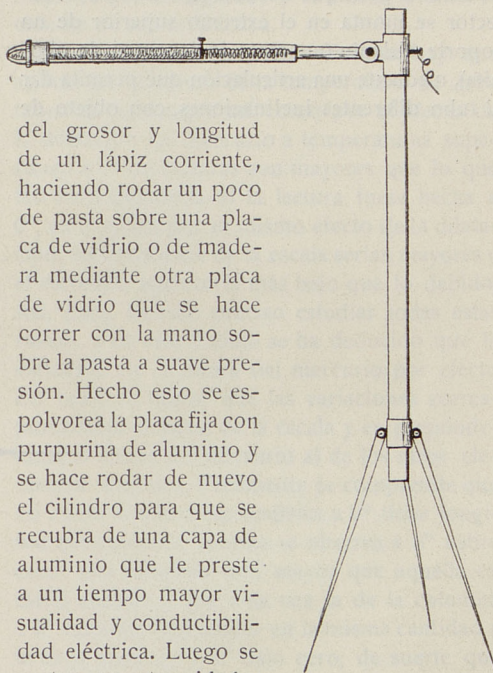 del grosor y longitud
de un lápiz corriente,
haciendo rodar un poco
de pasta sobre una pla-
ca de vidrio o de made-
ra mediante otra placa
de vidrio que se hace
correr con la mano so-
bre la pasta a suave pre-
sión. Hecho esto se es-
polvorea la placa fija con
purpurina de aluminio y
se hace rodar de nuevo
el cilindro para que se
recubra de una capa de
aluminio que le preste
a un tiempo mayor vi-
sualidad y conductibili-
dad eléctrica. Luego se